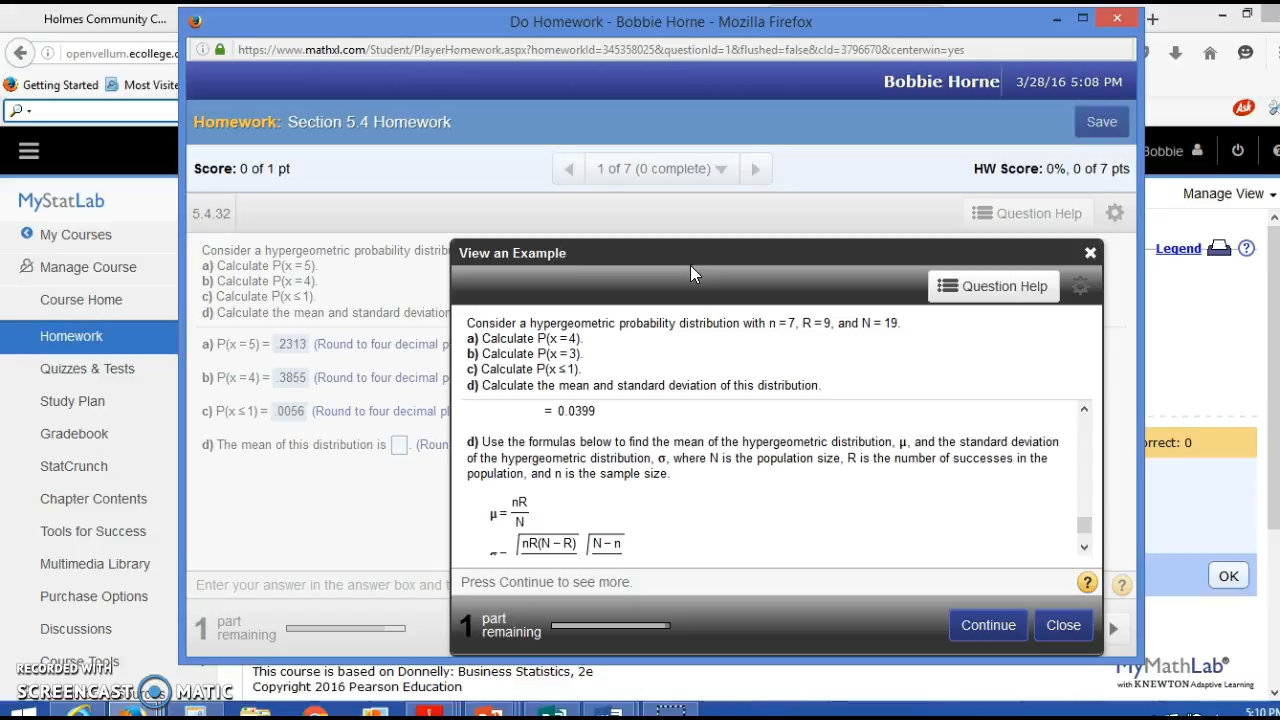 Holmes Community C...
Do Homework - Bobbie Horne - Mozilla Firefox
openvellum.ecollege.c
https://www.mathxl.com/Student/PlayerHomework.aspx?homeworkId=345358025&questionId=1&flushed=false&cId=3796670&centerwin=yes
Getting Started
Most Visite
Bobbie Horne
3/28/16 5:08 PM
Ask
Homework: Section 5.4 Homework
Save
Bobbie
Score: 0 of 1 pt
1 of 7 (0 complete)
HW Score: 0%, 0 of 7 pts
MyStatLab
Manage View
5.4.32
Question Help
My Courses
Manage Course
Course Home
Homework
Quizzes & Tests
Study Plan
Gradebook
StatCrunch
Chapter Contents
Tools for Success
Multimedia Library
Purchase Options
Discussions
Course Tools
Legend
Consider a hypergeometric probability distrib
a) Calculate P(x = 5).
b) Calculate P(x = 4).
c) Calculate P(x ≤ 1).
d) Calculate the mean and standard deviation
a) P(x = 5) = .2313 (Round to four decimal p
b) P(x = 4) = .3855 (Round to four decimal p
c) P(x ≤ 1) = .0056 (Round to four decimal p
d) The mean of this distribution is . (Roun
Enter your answer in the answer box and t
1 part remaining
View an Example
Question Help
Consider a hypergeometric probability distribution with n = 7, R = 9, and N = 19.
a) Calculate P(x = 4).
b) Calculate P(x = 3).
c) Calculate P(x ≤ 1).
d) Calculate the mean and standard deviation of this distribution.
= 0.0399
d) Use the formulas below to find the mean of the hypergeometric distribution, μ, and the standard deviation
of the hypergeometric distribution, σ, where N is the population size, R is the number of successes in the
population, and n is the sample size.
μ = nR / N
σ = √nR(N − R) √N − n
Press Continue to see more.
1 part remaining
Continue
Close
orrect: 0
OK
This course is based on Donnelly: Business Statistics, 2e
Copyright 2016 Pearson Education
MyMathLab®
with KNEWTON Adaptive Learning
RECORDED WITH
SCREENCAST MATIC
5:10 PM